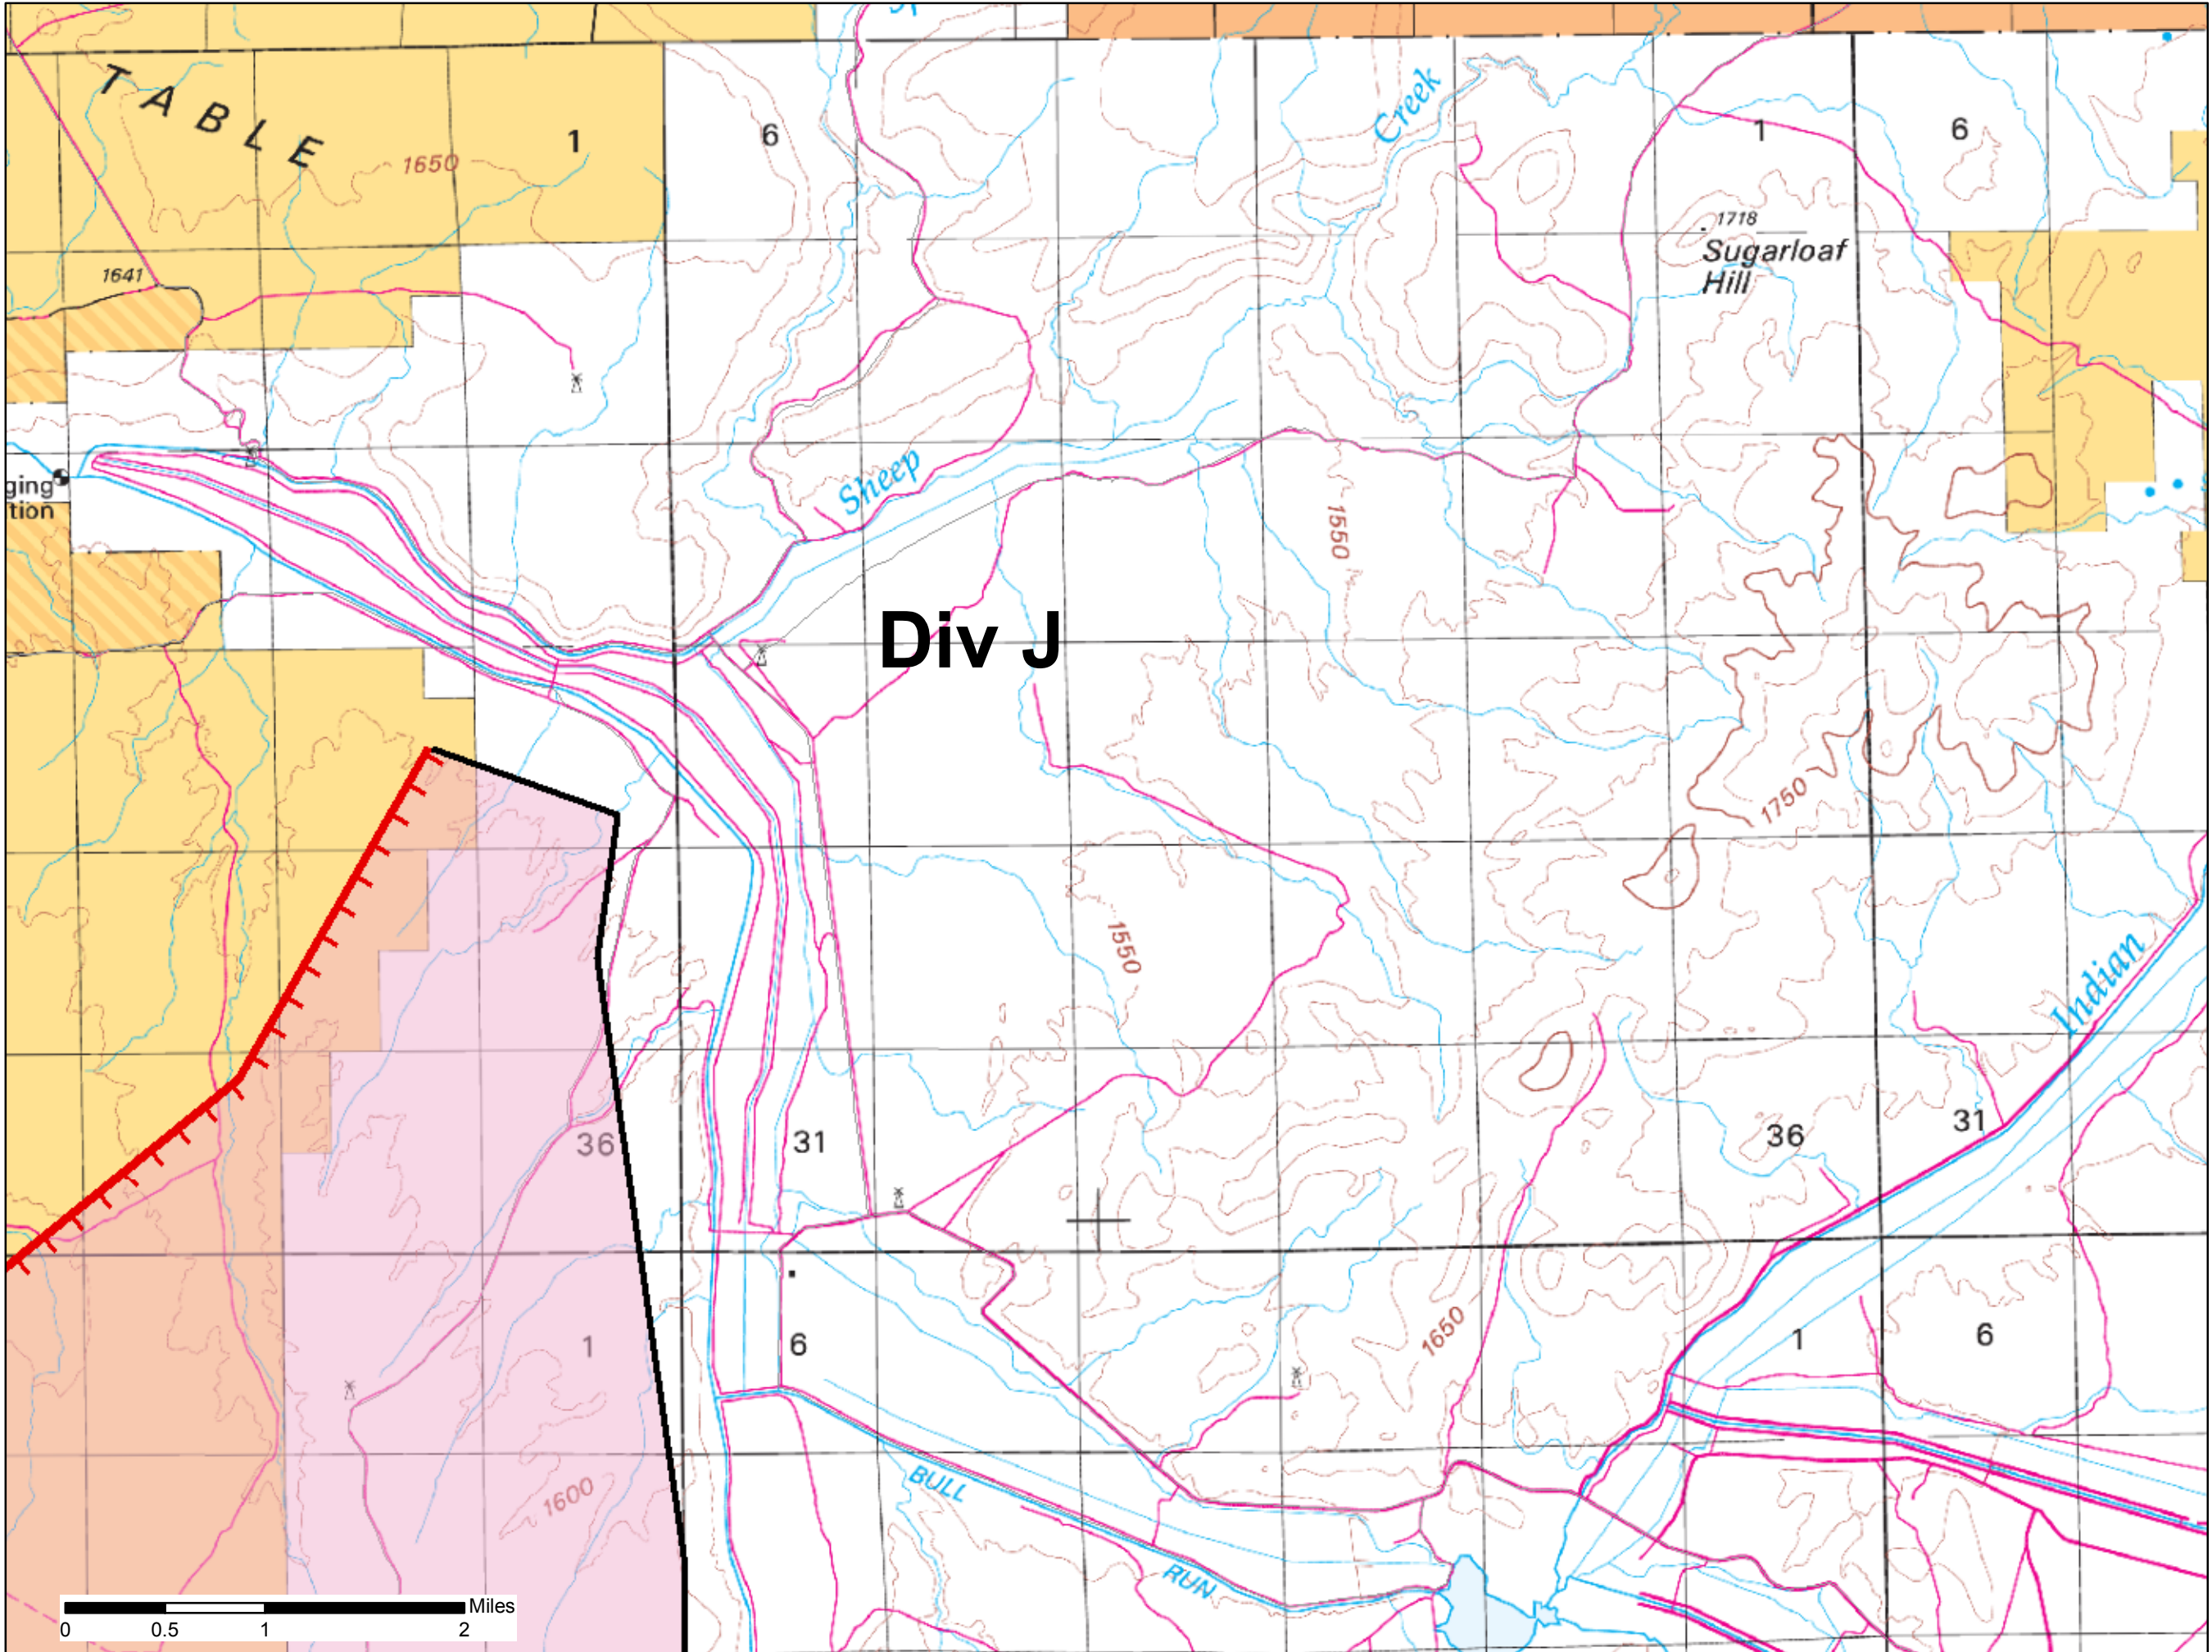 TABLE
1
6
Creek
1
6
1650
1718
Sugarloaf
Hill
1641
Sheep
ging
tion
1550
Div J
1750
1550
Indian
36
31
36
31
1
6
1650
1
6
BULL
1600
RUN
Miles
0 0.5 1 2